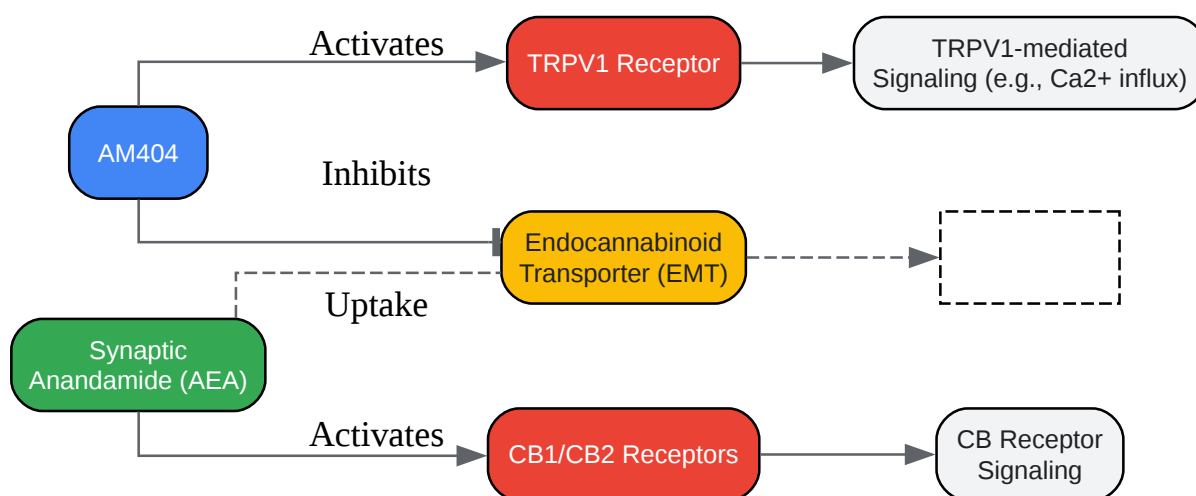 Activates
TRPV1 Receptor
TRPV1-mediated
Signaling (e.g., Ca2+ influx)
AM404
Inhibits
Endocannabinoid
Transporter (EMT)
Uptake
Synaptic
Anandamide (AEA)
Activates
CB1/CB2 Receptors
CB Receptor
Signaling